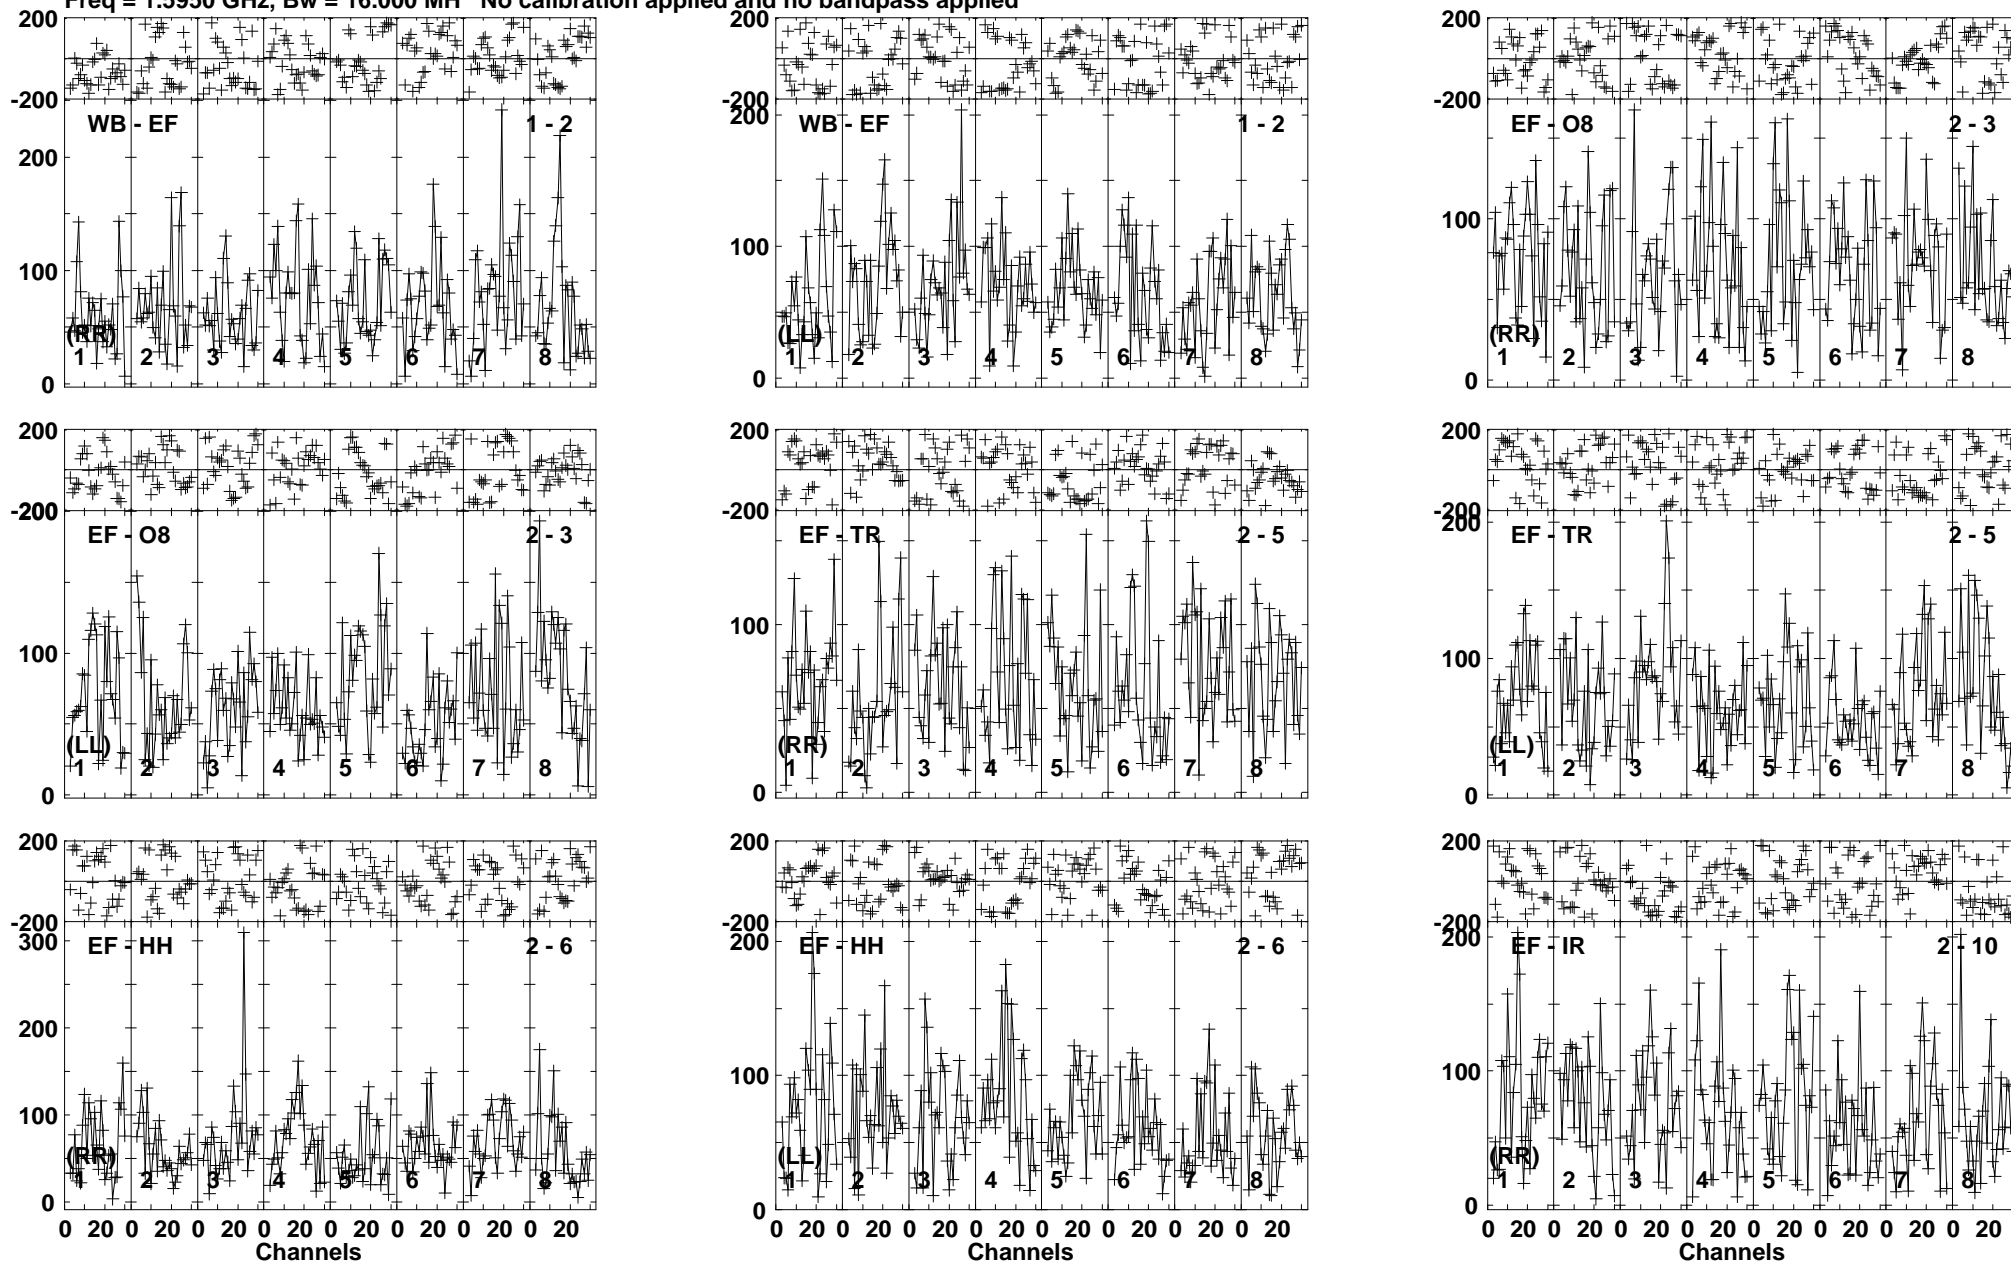 Freq = 1.5950 GHz, Bw = 16.000 MH No calibration applied and no bandpass applied
200 200 200
-200 -200 -200
WB - EF 1 - 2 WB - EF 1 - 2 EF - O8 2 - 3
200 200
100 100 100
(RR) (LL) (RR)
1 2 3 4 5 6 7 8 1 2 3 4 5 6 7 8 1 2 3 4 5 6 7 8
0 0 0
200 200 200
-200 -200 -200
200
EF - O8 2 - 3 EF - TR 2 - 5 EF - TR 2 - 5
100 100 100
(LL) (RR) (LL)
1 2 3 4 5 6 7 8 1 2 3 4 5 6 7 8 1 2 3 4 5 6 7 8
0 0 0
200 200 200
-200 -200 -200
300 200 200
EF - HH 2 - 6 EF - HH 2 - 6 EF - IR 2 - 10
200
100 100 100
(RR) (LL) (RR)
1 2 3 4 5 6 7 8 1 2 3 4 5 6 7 8 1 2 3 4 5 6 7 8
0 0 0
0 20 0 20 0 20 0 20 0 20 0 20 0 20 0 20 0 20 0 20 0 20 0 20 0 20 0 20 0 20 0 20 0 20 0 20 0 20 0 20 0 20 0 20 0 20 0 20
Channels Channels Channels